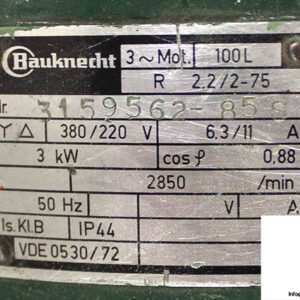 Bauknecht 3~Mot. 100L
R 2.2/2-75
Nr. 3159562-85
Y Δ 380/220 V 6,3/11 A
3 kW cos φ 0,88
2850 /min
50 Hz V A
Is.Kl.B IP44
VDE 0530/72